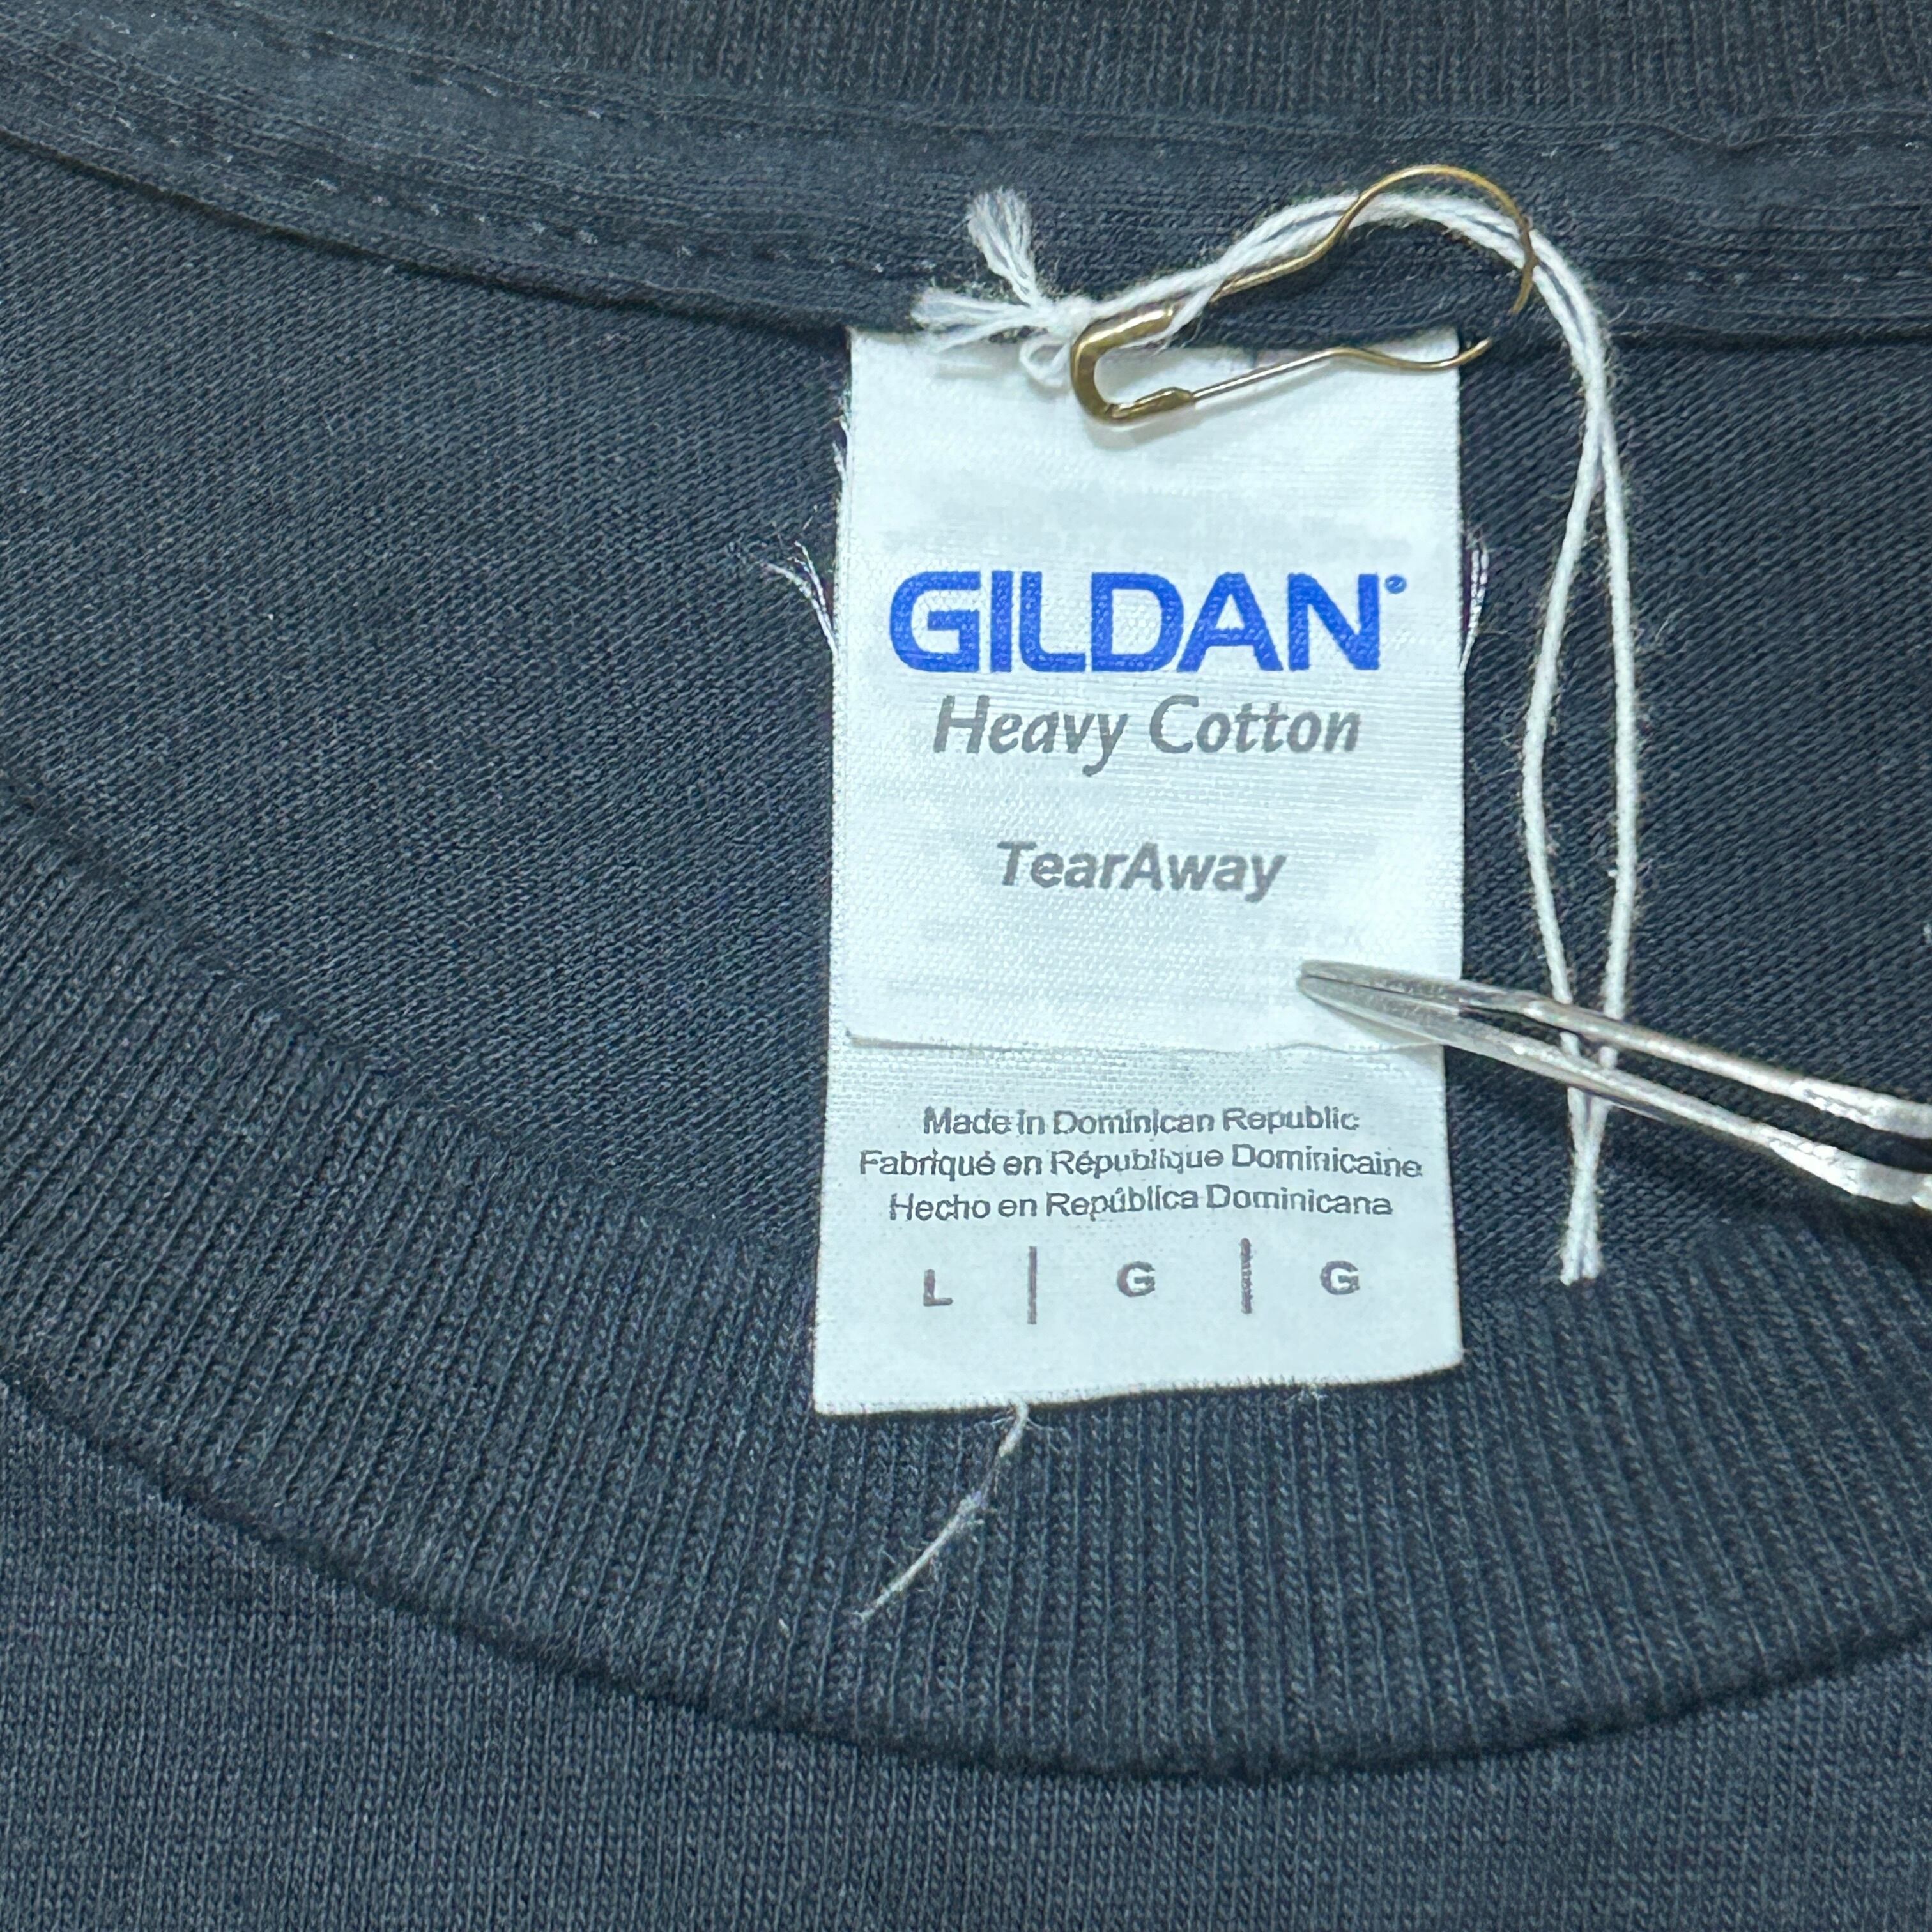 GILDAN®
Heavy Cotton
TearAway
Made in Dominican Republic
Fabriqué en République Dominicaine
Hecho en República Dominicana
L | G | G